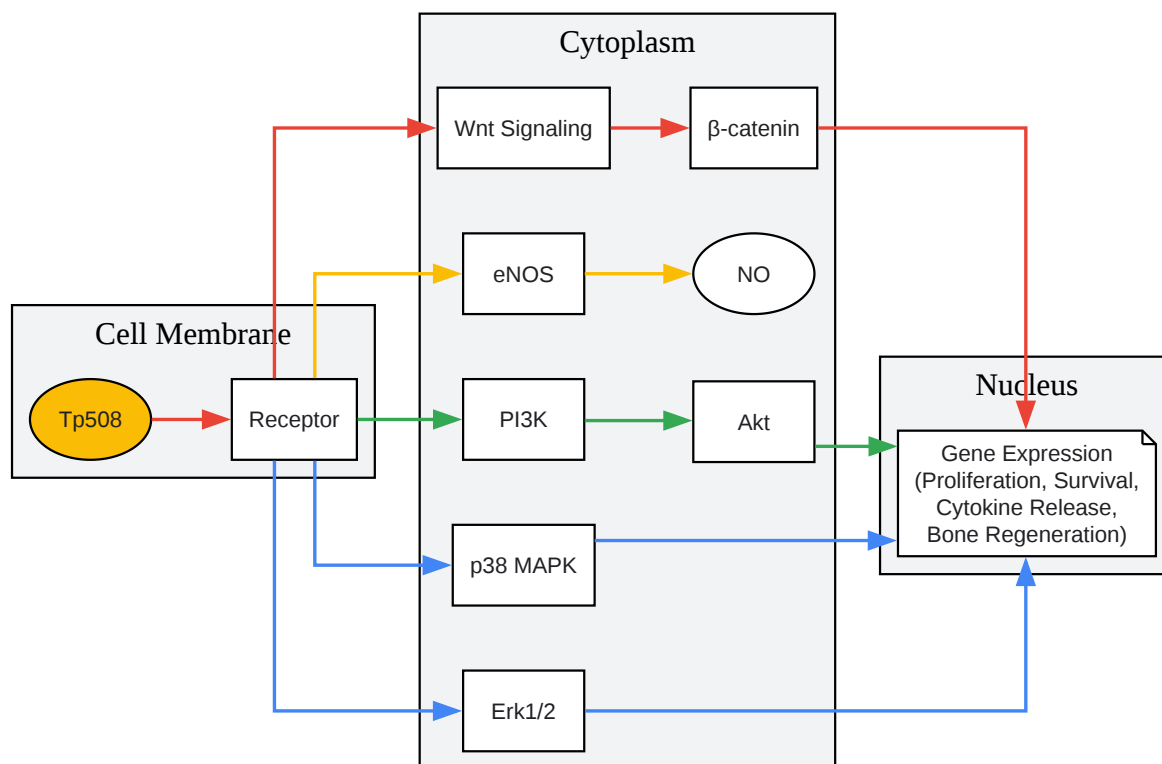 Cytoplasm
Wnt Signaling
β-catenin
eNOS
NO
Cell Membrane
Tp508
Receptor
PI3K
Akt
Nucleus
Gene Expression
(Proliferation, Survival,
Cytokine Release,
Bone Regeneration)
p38 MAPK
Erk1/2